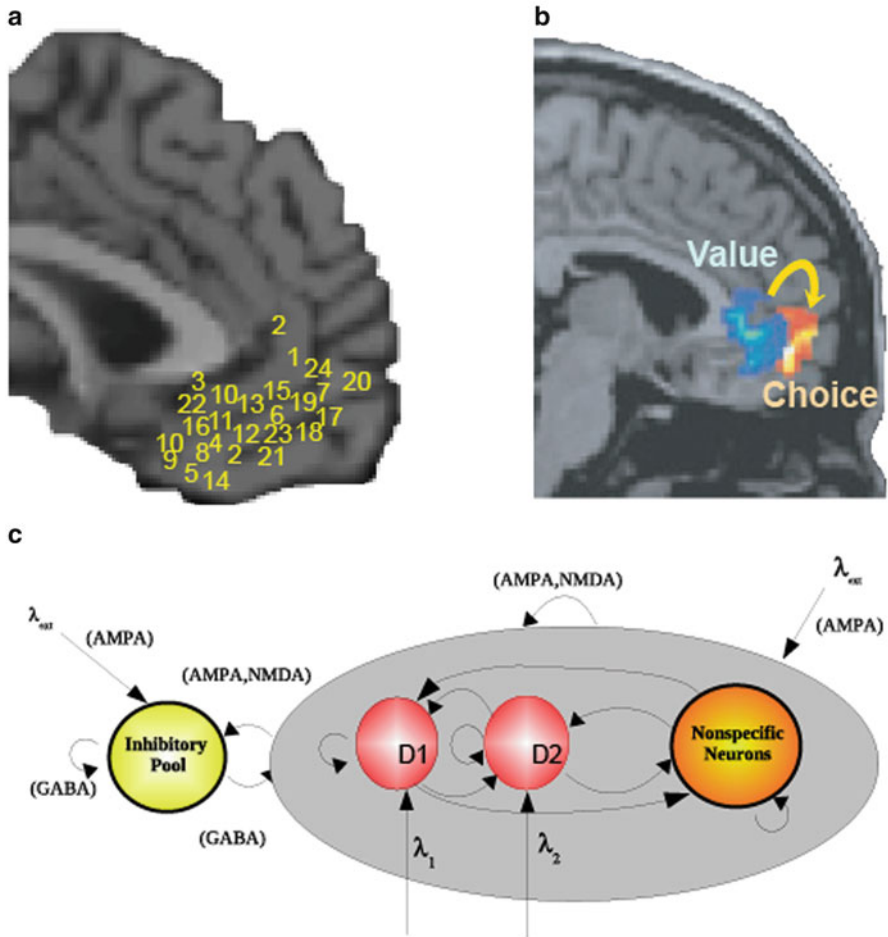 a
2
1
24
20
3
10
15
7
22
13
19
17
16
11
6
10
12
23
18
4
8
2
21
9
5
14
b
Value
Choice
c
λext
(AMPA)
(AMPA,NMDA)
Inhibitory
Pool
(GABA)
(GABA)
(AMPA,NMDA)
λext
(AMPA)
D1
D2
Nonspecific
Neurons
λ1
λ2